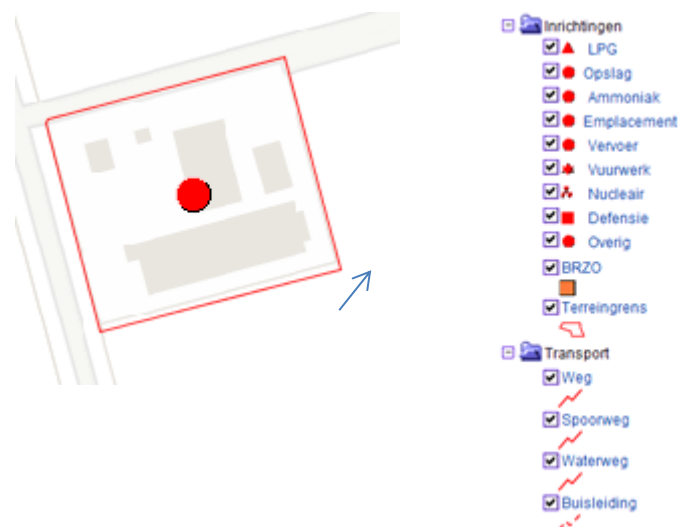 Inrichtingen
LPG
Opslag
Ammoniak
Emplacement
Vervoer
Vuurwerk
Nucleair
Defensie
Overig
BRZO
Terreingrens
Transport
Weg
Spoorweg
Waterweg
Buisleiding